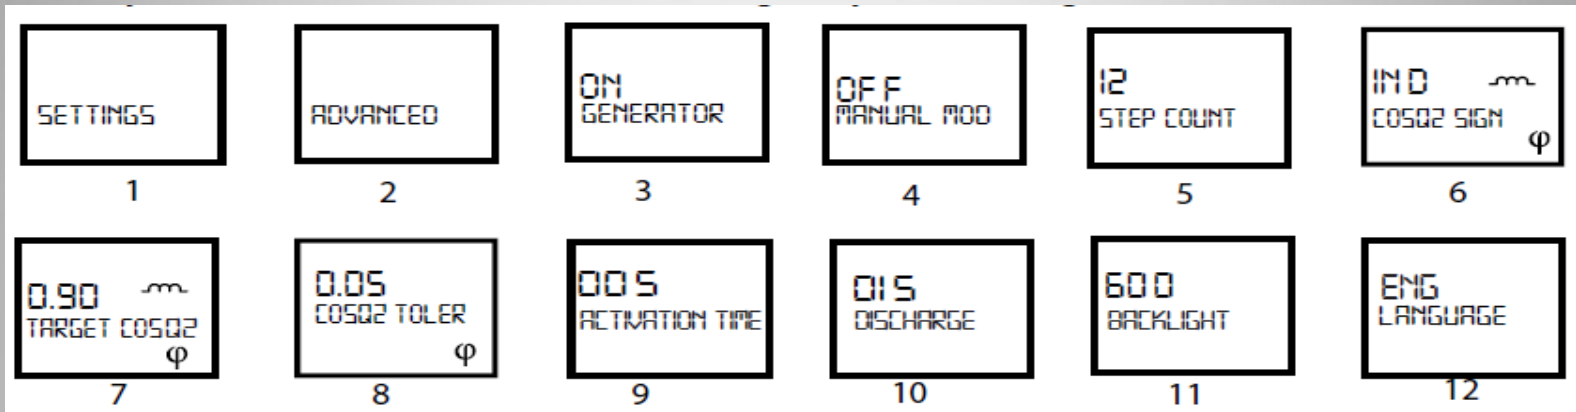 SETTINGS
1
ADVANCED
2
ON
GENERATOR
3
OFF
MANUAL MOD
4
12
STEP COUNT
5
IND
COSQ2 SIGN
φ
6
0.90
TARGET COSQ2
φ
7
0.05
COSQ2 TOLER
φ
8
00 S
ACTIVATION TIME
9
01 S
DISCHARGE
10
600
BACKLIGHT
11
ENG
LANGUAGE
12